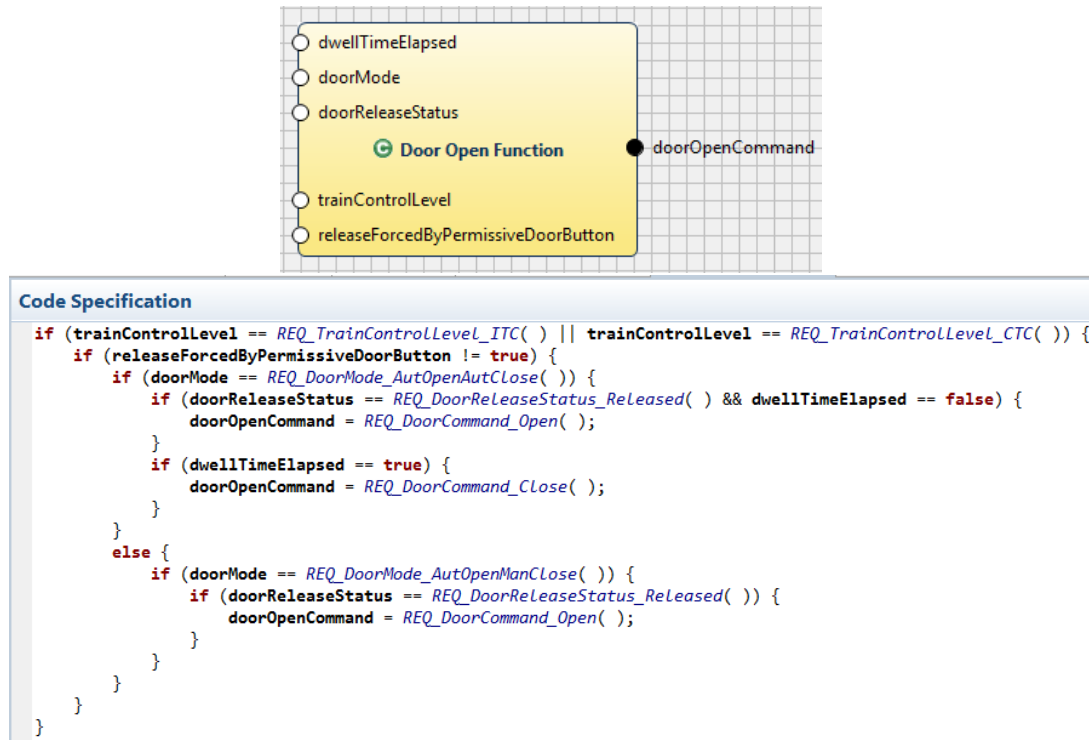 dwellTimeElapsed
doorMode
doorReleaseStatus
C Door Open Function
doorOpenCommand
trainControlLevel
releaseForcedByPermissiveDoorButton
Code Specification
if (trainControlLevel == REQ_TrainControlLevel_ITC( ) || trainControlLevel == REQ_TrainControlLevel_CTC( )) {
if (releaseForcedByPermissiveDoorButton != true) {
if (doorMode == REQ_DoorMode_AutOpenAutClose( )) {
if (doorReleaseStatus == REQ_DoorReleaseStatus_Released( ) && dwellTimeElapsed == false) {
doorOpenCommand = REQ_DoorCommand_Open( );
}
if (dwellTimeElapsed == true) {
doorOpenCommand = REQ_DoorCommand_Close( );
}
}
else {
if (doorMode == REQ_DoorMode_AutOpenManClose( )) {
if (doorReleaseStatus == REQ_DoorReleaseStatus_Released( )) {
doorOpenCommand = REQ_DoorCommand_Open( );
}
}
}
}
}